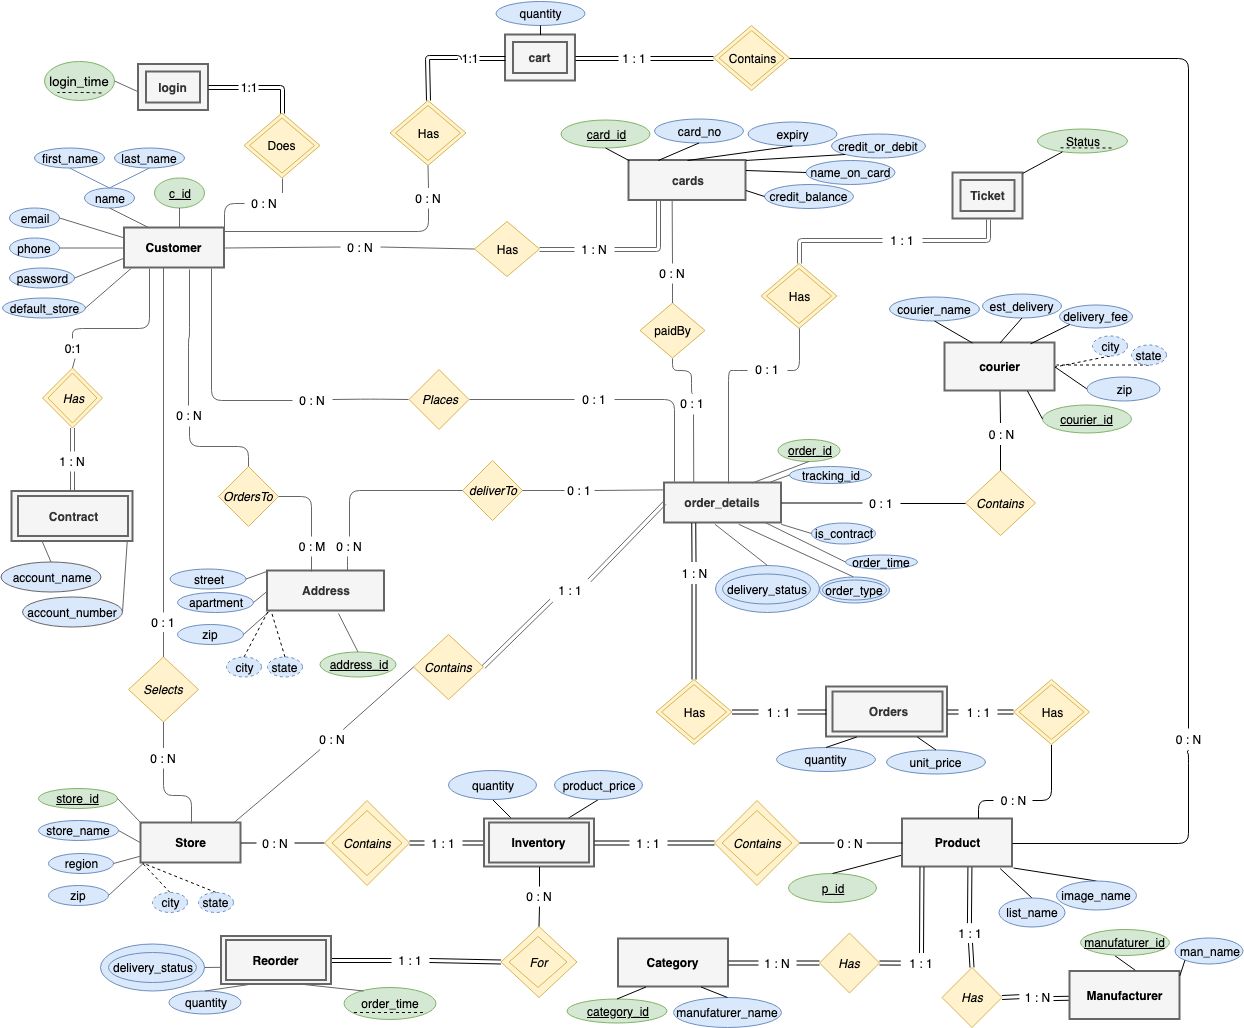 quantity
cart
1:1
1 : 1
Contains
login_time
login
1:1
Does
Has
card_id
card_no
expiry
credit_or_debit
name_on_card
credit_balance
cards
Status
Ticket
first_name
last_name
name
c_id
0 : N
0 : N
email
phone
password
default_store
Customer
0 : N
Has
1 : N
1 : 1
0 : N
Has
paidBy
courier_name
est_delivery
delivery_fee
city
state
zip
courier_id
courier
0:1
0 : 1
Has
0 : N
0 : N
Places
0 : 1
0 : 1
0 : N
order_id
tracking_id
1 : N
OrdersTo
deliverTo
0 : 1
order_details
0 : 1
Contains
Contract
is_contract
order_time
order_type
delivery_status
0 : M
0 : N
1 : N
account_name
account_number
street
apartment
zip
city
state
address_id
Address
1 : 1
0 : 1
Contains
Selects
Has
1 : 1
Orders
1 : 1
Has
quantity
unit_price
0 : N
0 : N
0 : N
quantity
product_price
0 : N
store_id
store_name
region
zip
city
state
Store
0 : N
Contains
1 : 1
Inventory
1 : 1
Contains
0 : N
Product
p_id
list_name
image_name
0 : N
1 : 1
delivery_status
quantity
order_time
Reorder
1 : 1
For
Category
1 : N
Has
1 : 1
category_id
manufaturer_name
manufaturer_id
man_name
Has
1 : N
Manufacturer